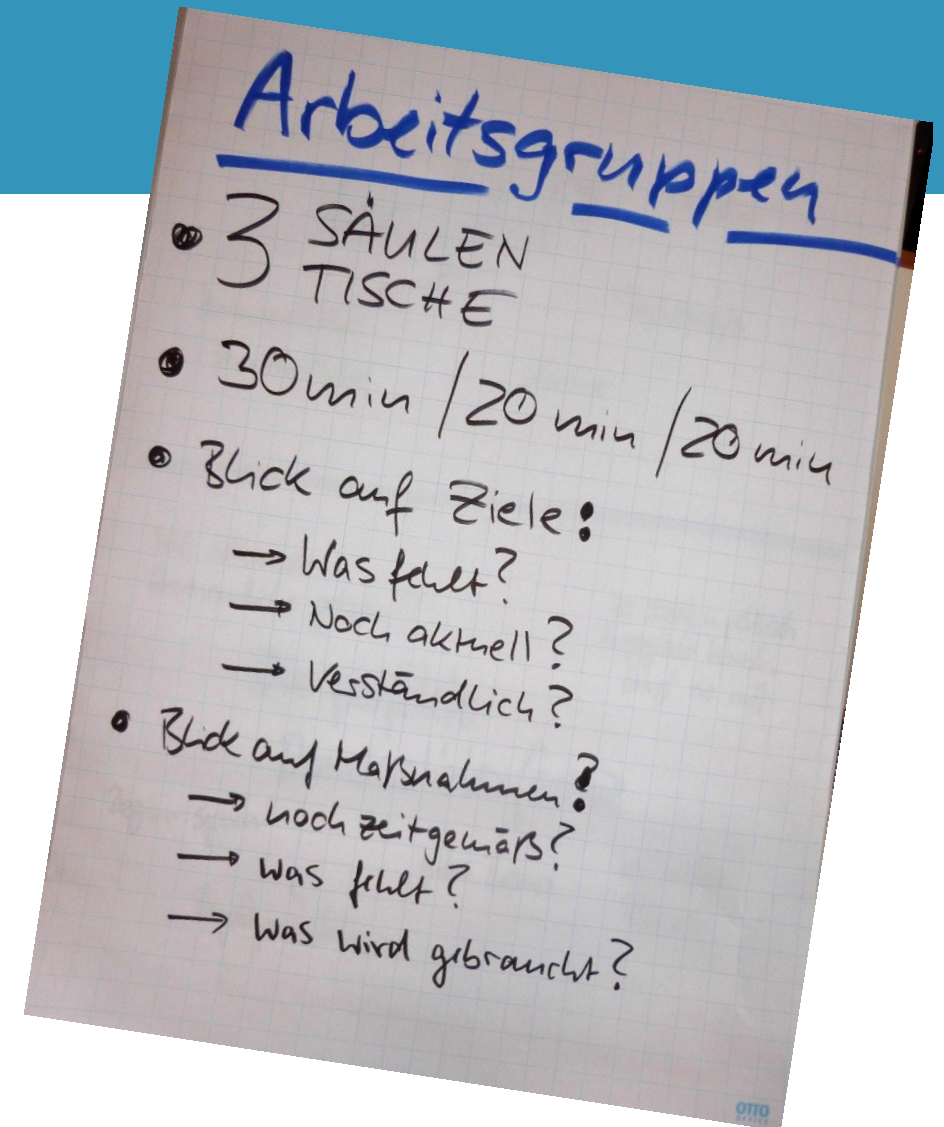 Arbeitsgruppen
• 3 SÄULEN
TISCHE
• 30 min / 20 min / 20 min
• Blick auf Ziele:
→ Was fehlt?
→ Noch aktuell?
→ Verständlich?
• Blick auf Maßnahmen:
→ noch zeitgemäß?
→ was fehlt?
→ was wird gebraucht?
OTTO
OFFICE